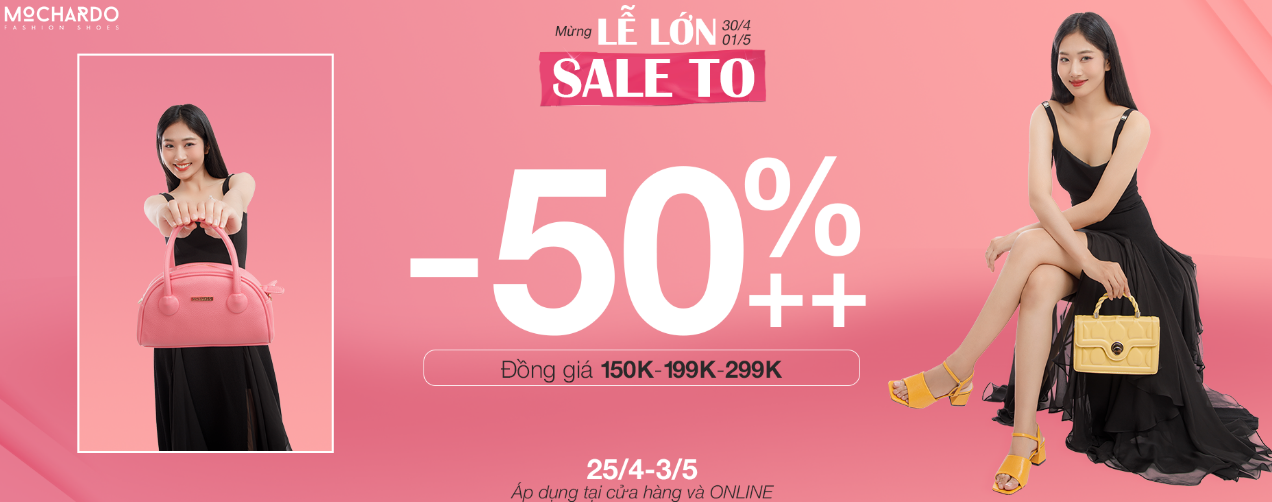 MOCHARDO
FASHION SHOES
Mừng LỄ LỚN 30/4 01/5
SALE TO
-50%++
Đồng giá 150K-199K-299K
25/4-3/5
Áp dụng tại cửa hàng và ONLINE